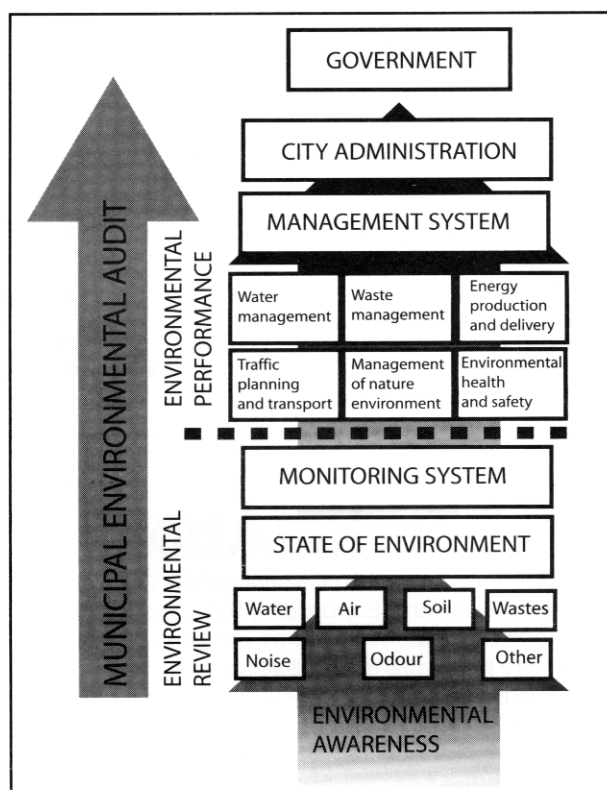 GOVERNMENT
CITY ADMINISTRATION
MANAGEMENT SYSTEM
Water
management
Waste
management
Energy
production
and delivery
Traffic
planning
and transport
Management
of nature
environment
Environmental
health
and safety
MONITORING SYSTEM
STATE OF ENVIRONMENT
Water
Air
Soil
Wastes
Noise
Odour
Other
ENVIRONMENTAL
AWARENESS
MUNICIPAL ENVIRONMENTAL AUDIT
ENVIRONMENTAL
PERFORMANCE
ENVIRONMENTAL
REVIEW